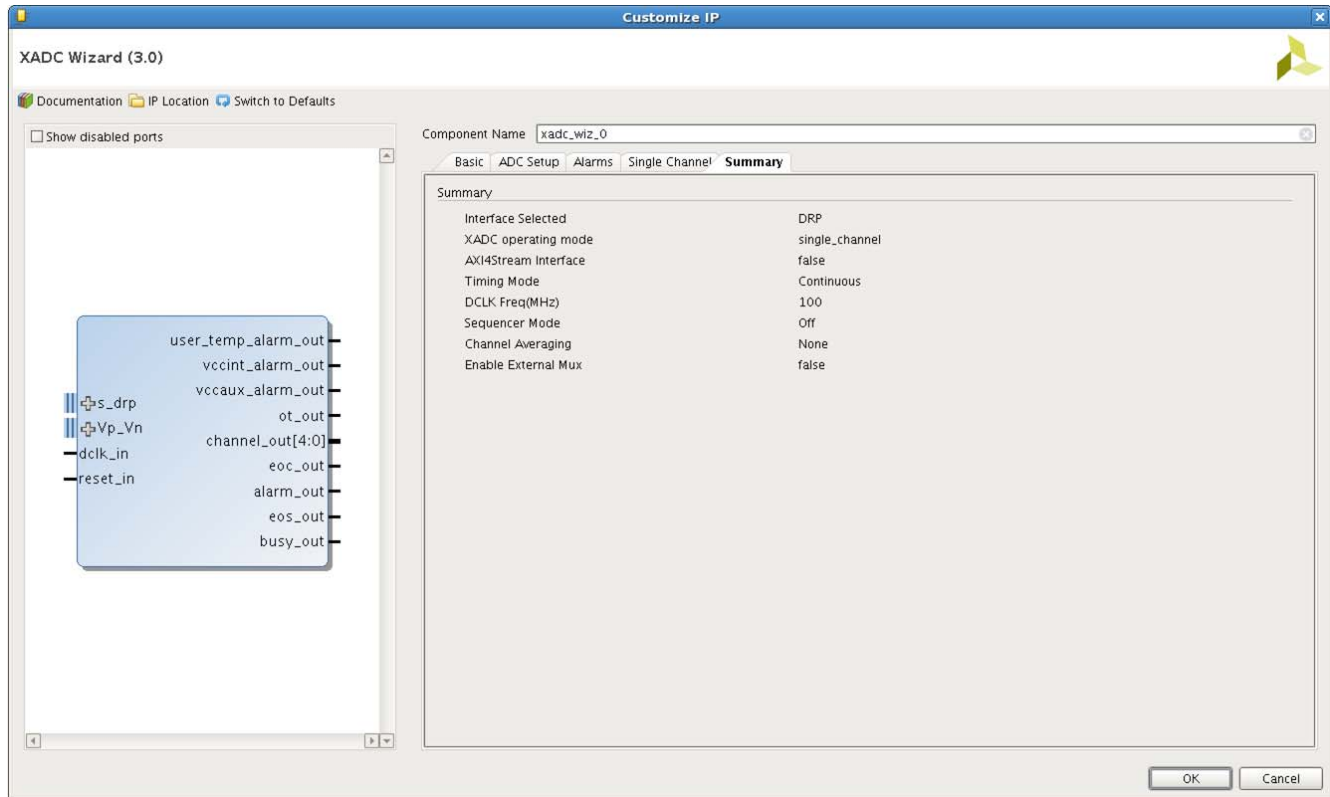 Customize IP
XADC Wizard (3.0)
Documentation IP Location Switch to Defaults
Show disabled ports
user_temp_alarm_out
vccint_alarm_out
vccaux_alarm_out
s_drp
ot_out
Vp_Vn
channel_out[4:0]
dclk_in
eoc_out
reset_in
alarm_out
eos_out
busy_out
Component Name xadc_wiz_0
Basic ADC Setup Alarms Single Channel Summary
Summary
Interface Selected DRP
XADC operating mode single_channel
AXI4Stream Interface false
Timing Mode Continuous
DCLK Freq(MHz) 100
Sequencer Mode Off
Channel Averaging None
Enable External Mux false
OK Cancel